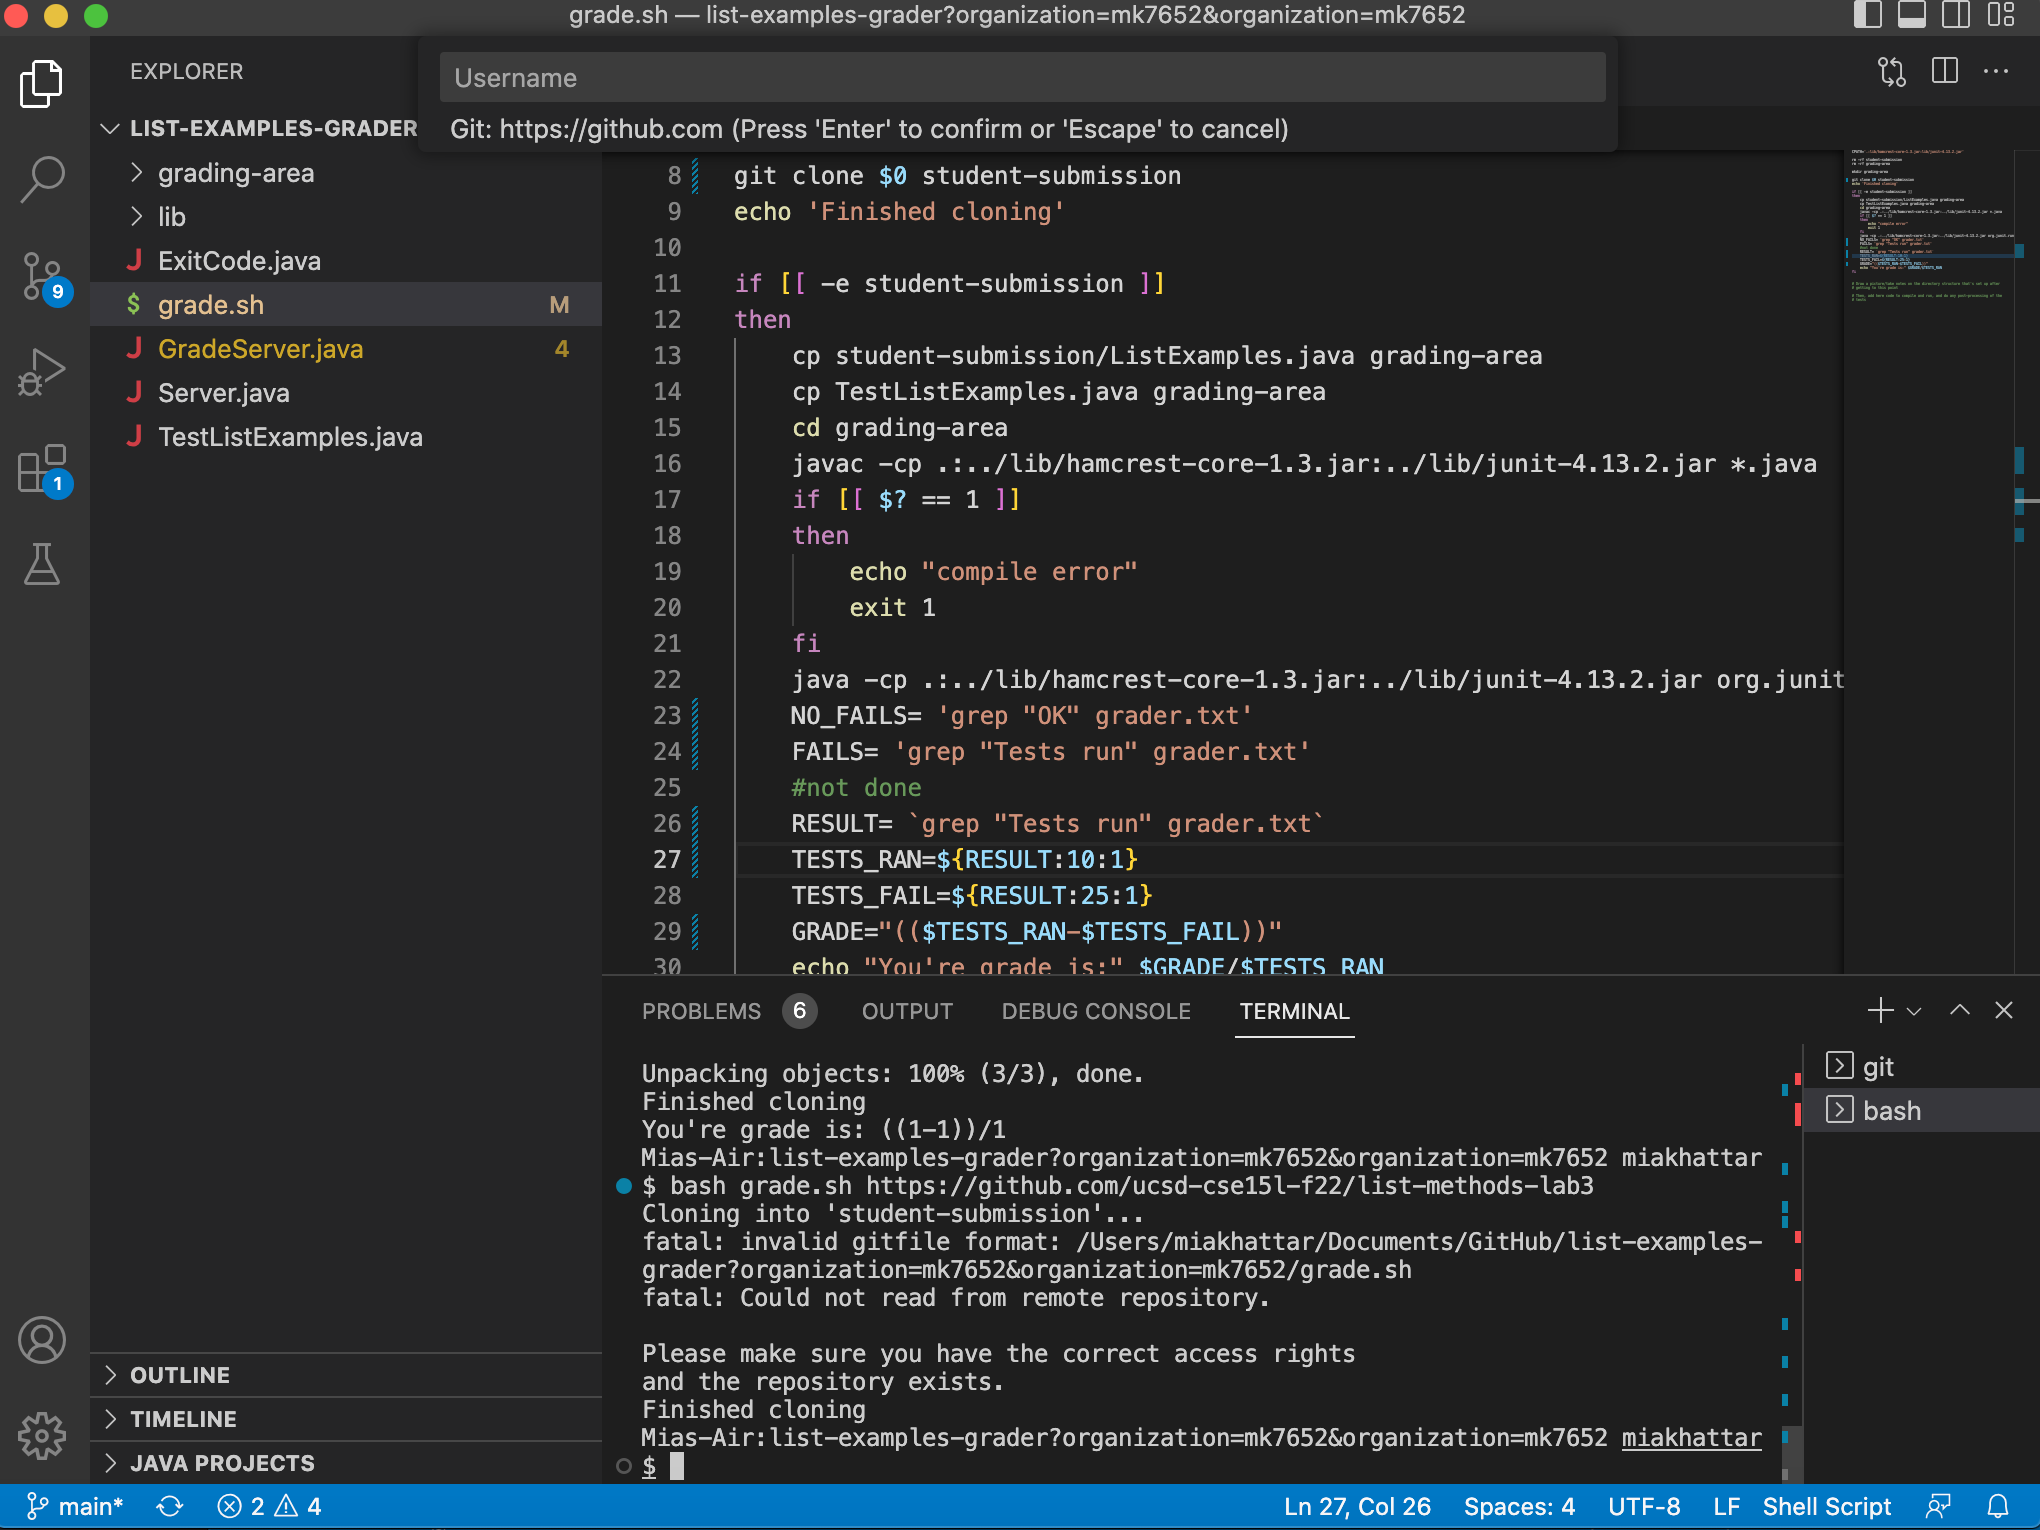 grade.sh — list-examples-grader?organization=mk7652&organization=mk7652
EXPLORER
Username
Git: https://github.com (Press 'Enter' to confirm or 'Escape' to cancel)
LIST-EXAMPLES-GRADER
grading-area
lib
J ExitCode.java
$ grade.sh M
J GradeServer.java 4
J Server.java
J TestListExamples.java
9
1
8 git clone $0 student-submission
9 echo 'Finished cloning'
10
11 if [[ -e student-submission ]]
12 then
13 cp student-submission/ListExamples.java grading-area
14 cp TestListExamples.java grading-area
15 cd grading-area
16 javac -cp .:../lib/hamcrest-core-1.3.jar:../lib/junit-4.13.2.jar *.java
17 if [[ $? == 1 ]]
18 then
19 echo "compile error"
20 exit 1
21 fi
22 java -cp .:../lib/hamcrest-core-1.3.jar:../lib/junit-4.13.2.jar org.junit
23 NO_FAILS= 'grep "OK" grader.txt'
24 FAILS= 'grep "Tests run" grader.txt'
25 #not done
26 RESULT= `grep "Tests run" grader.txt`
27 TESTS_RAN=${RESULT:10:1}
28 TESTS_FAIL=${RESULT:25:1}
29 GRADE="(($TESTS_RAN-$TESTS_FAIL))"
30 echo "You're grade is:" $GRADE/$TESTS_RAN
PROBLEMS 6 OUTPUT DEBUG CONSOLE TERMINAL
Unpacking objects: 100% (3/3), done.
Finished cloning
You're grade is: ((1-1))/1
Mias-Air:list-examples-grader?organization=mk7652&organization=mk7652 miakhattar
$ bash grade.sh https://github.com/ucsd-cse15l-f22/list-methods-lab3
Cloning into 'student-submission'...
fatal: invalid gitfile format: /Users/miakhattar/Documents/GitHub/list-examples-
grader?organization=mk7652&organization=mk7652/grade.sh
fatal: Could not read from remote repository.
Please make sure you have the correct access rights
and the repository exists.
Finished cloning
Mias-Air:list-examples-grader?organization=mk7652&organization=mk7652 miakhattar
$
git
bash
OUTLINE
TIMELINE
JAVA PROJECTS
main* 2 4 Ln 27, Col 26 Spaces: 4 UTF-8 LF Shell Script